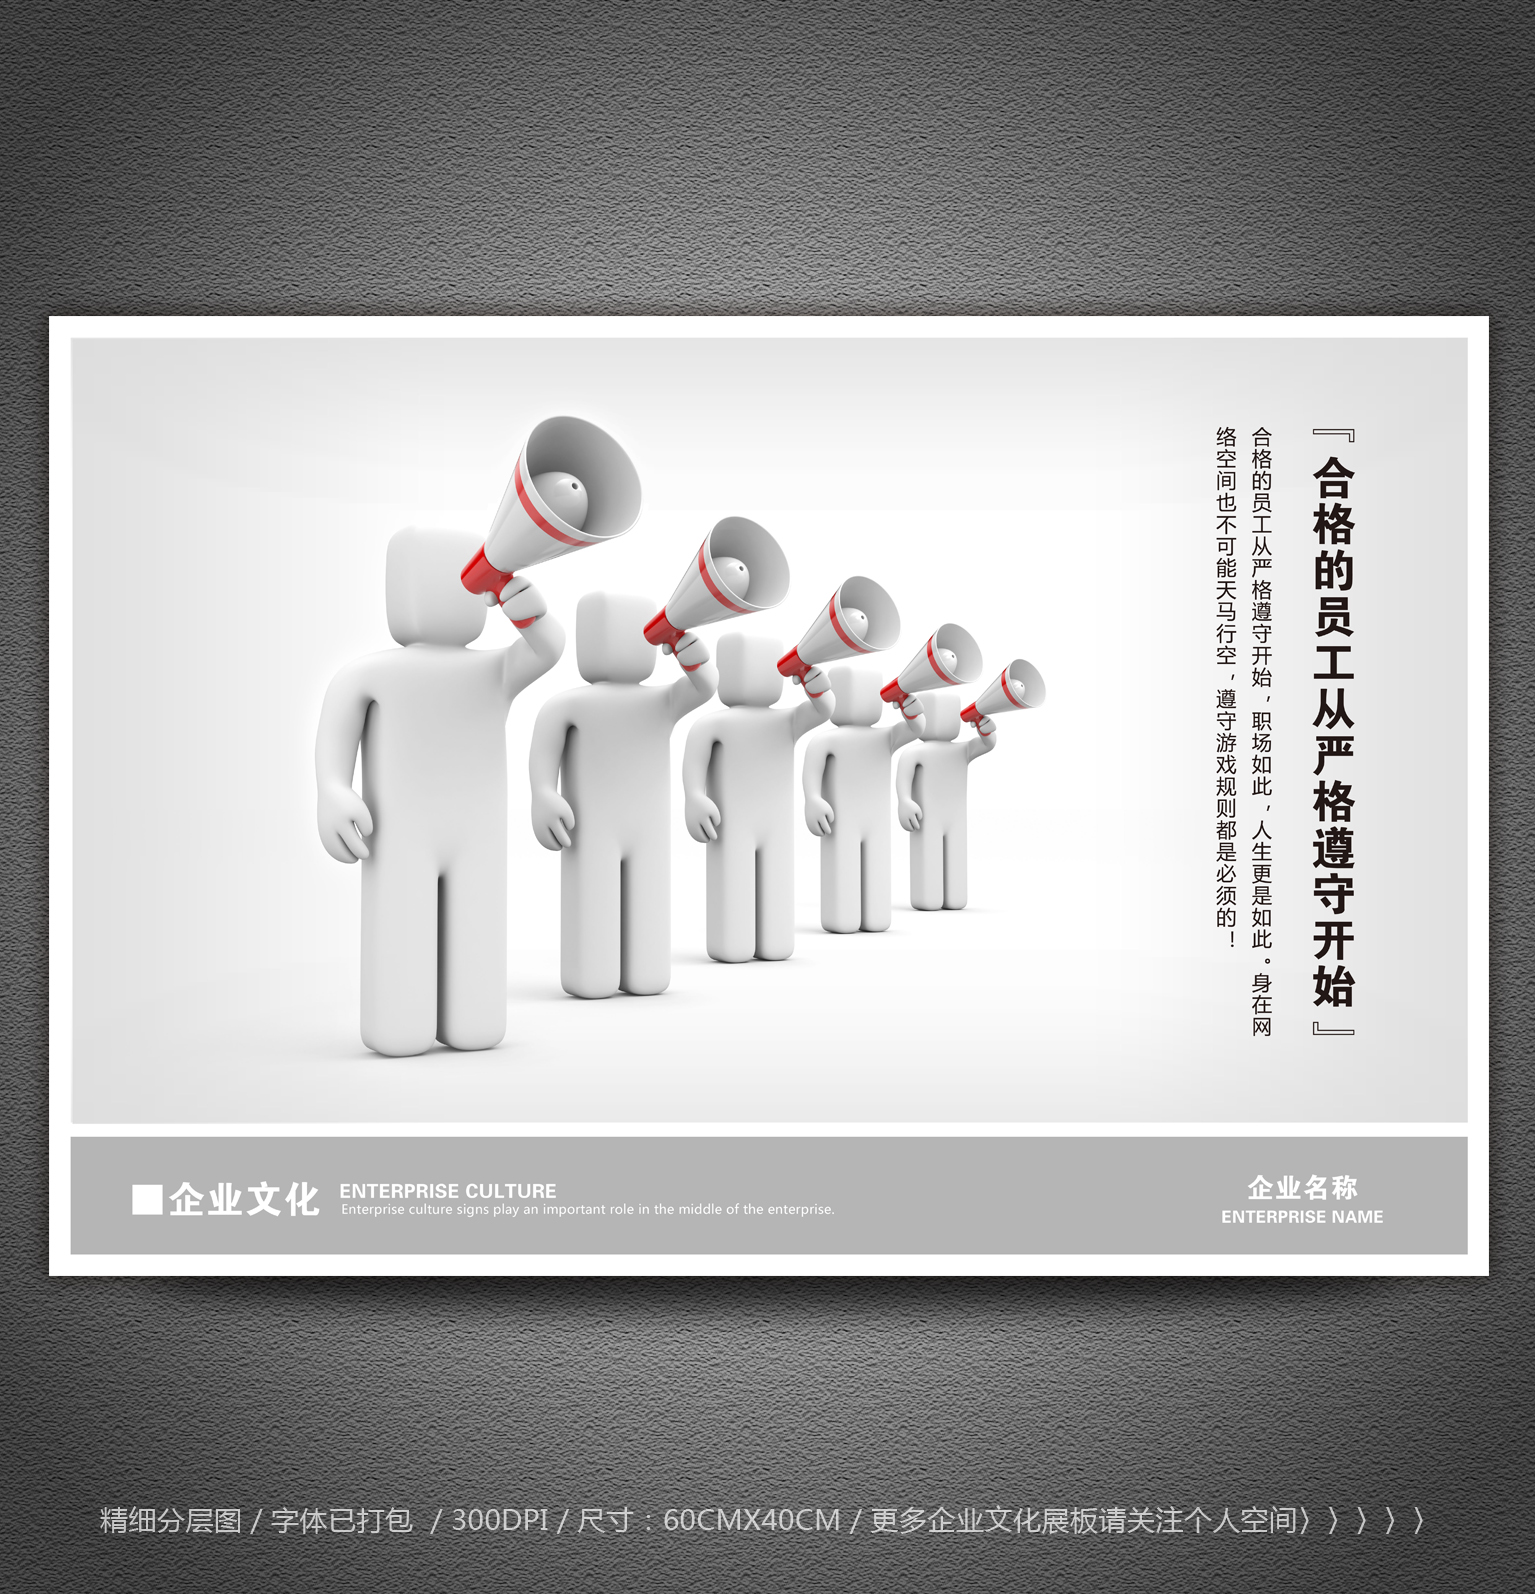 『合格的员工从严格遵守开始』
合格的员工从严格遵守开始，职场如此，人生更是如此。身在网
络空间也不可能天马行空，遵守游戏规则都是必须的！
■企业文化
ENTERPRISE CULTURE
Enterprise culture signs play an important role in the middle of the enterprise.
企业名称
ENTERPRISE NAME
精细分层图 / 字体已打包 / 300DPI / 尺寸：60CMX40CM / 更多企业文化展板请关注个人空间〉〉〉〉〉